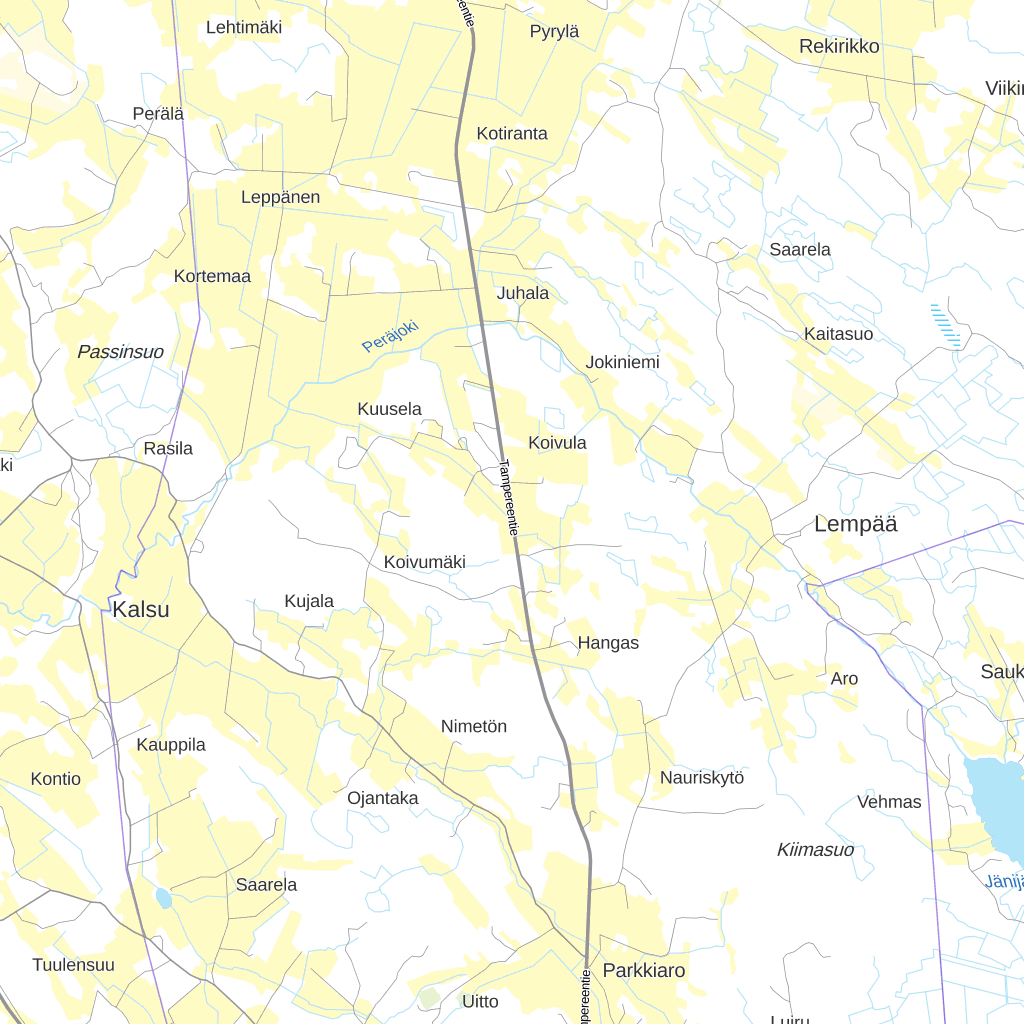 Lehtimäki
Pyrylä
Rekirikko
Perälä
Kotiranta
Leppänen
Saarela
Kortemaa
Juhala
Peräjoki
Kaitasuo
Passinsuo
Jokiniemi
Kuusela
Koivula
Rasila
Tampereentie
Lempää
Koivumäki
Kujala
Kalsu
Hangas
Aro
Nimetön
Kauppila
Kontio
Nauriskytö
Ojantaka
Vehmas
Kiimasuo
Saarela
Tuulensuu
Parkkiaro
Uitto